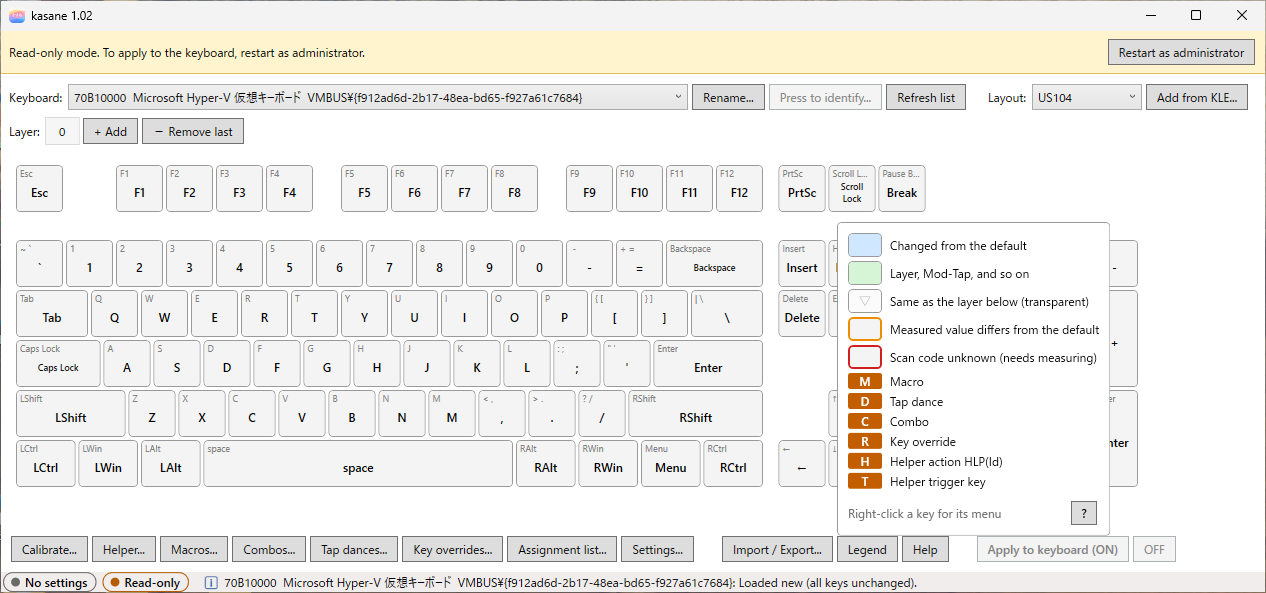 kasane 1.02
Read-only mode. To apply to the keyboard, restart as administrator. Restart as administrator
Keyboard: 70B10000 Microsoft Hyper-V 仮想キーボード VMBUS¥{f912ad6d-2b17-48ea-bd65-f927a61c7684} Rename... Press to identify... Refresh list Layout: US104 Add from KLE...
Layer: 0 + Add − Remove last
Esc F1 F2 F3 F4 F5 F6 F7 F8 F9 F10 F11 F12 PrtSc Scroll L... Pause B...
Esc F1 F2 F3 F4 F5 F6 F7 F8 F9 F10 F11 F12 PrtSc Scroll Lock Break
~ ` 1 2 3 4 5 6 7 8 9 0 - + = Backspace Insert
` 1 2 3 4 5 6 7 8 9 0 - = Backspace Insert -
Tab Q W E R T Y U I O P { [ } ] | \ Delete
Tab Q W E R T Y U I O P [ ] \ Delete +
Caps Lock A S D F G H J K L : ; " ' Enter
Caps Lock A S D F G H J K L ; ' Enter
LShift Z X C V B N M < , > . ? / RShift
LShift Z X C V B N M , . / RShift
LCtrl LWin LAlt space RAlt RWin Menu RCtrl ←
LCtrl LWin LAlt space RAlt RWin Menu RCtrl ←
Changed from the default
Layer, Mod-Tap, and so on
▽ Same as the layer below (transparent)
Measured value differs from the default
Scan code unknown (needs measuring)
M Macro
D Tap dance
C Combo
R Key override
H Helper action HLP(Id)
T Helper trigger key
Right-click a key for its menu ?
Calibrate... Helper... Macros... Combos... Tap dances... Key overrides... Assignment list... Settings... Import / Export... Legend Help Apply to keyboard (ON) OFF
No settings Read-only i 70B10000 Microsoft Hyper-V 仮想キーボード VMBUS¥{f912ad6d-2b17-48ea-bd65-f927a61c7684}: Loaded new (all keys unchanged).